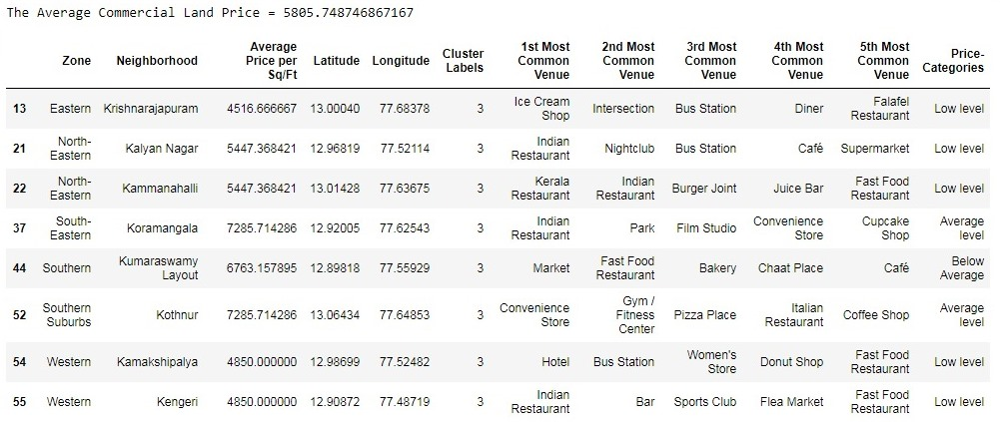 The Average Commercial Land Price = 5805.748746867167
Zone Neighborhood Average Price per Sq/Ft Latitude Longitude Cluster Labels 1st Most Common Venue 2nd Most Common Venue 3rd Most Common Venue 4th Most Common Venue 5th Most Common Venue Price-Categories
13 Eastern Krishnarajapuram 4516.666667 13.00040 77.68378 3 Ice Cream Shop Intersection Bus Station Diner Falafel Restaurant Low level
21 North-Eastern Kalyan Nagar 5447.368421 12.96819 77.52114 3 Indian Restaurant Nightclub Bus Station Café Supermarket Low level
22 North-Eastern Kammanahalli 5447.368421 13.01428 77.63675 3 Kerala Restaurant Indian Restaurant Burger Joint Juice Bar Fast Food Restaurant Low level
37 South-Eastern Koramangala 7285.714286 12.92005 77.62543 3 Indian Restaurant Park Film Studio Convenience Store Cupcake Shop Average level
44 Southern Kumaraswamy Layout 6763.157895 12.89818 77.55929 3 Market Fast Food Restaurant Bakery Chaat Place Café Below Average
52 Southern Suburbs Kothnur 7285.714286 13.06434 77.64853 3 Convenience Store Gym / Fitness Center Pizza Place Italian Restaurant Coffee Shop Average level
54 Western Kamakshipalya 4850.000000 12.98699 77.52482 3 Hotel Bus Station Women's Store Donut Shop Fast Food Restaurant Low level
55 Western Kengeri 4850.000000 12.90872 77.48719 3 Indian Restaurant Bar Sports Club Flea Market Fast Food Restaurant Low level